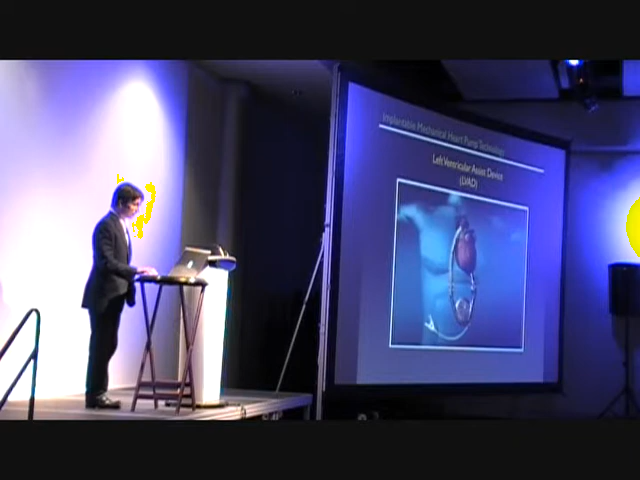 Implantable Mechanical Heart Pump Technology
Left Ventricular Assist Device
(LVAD)